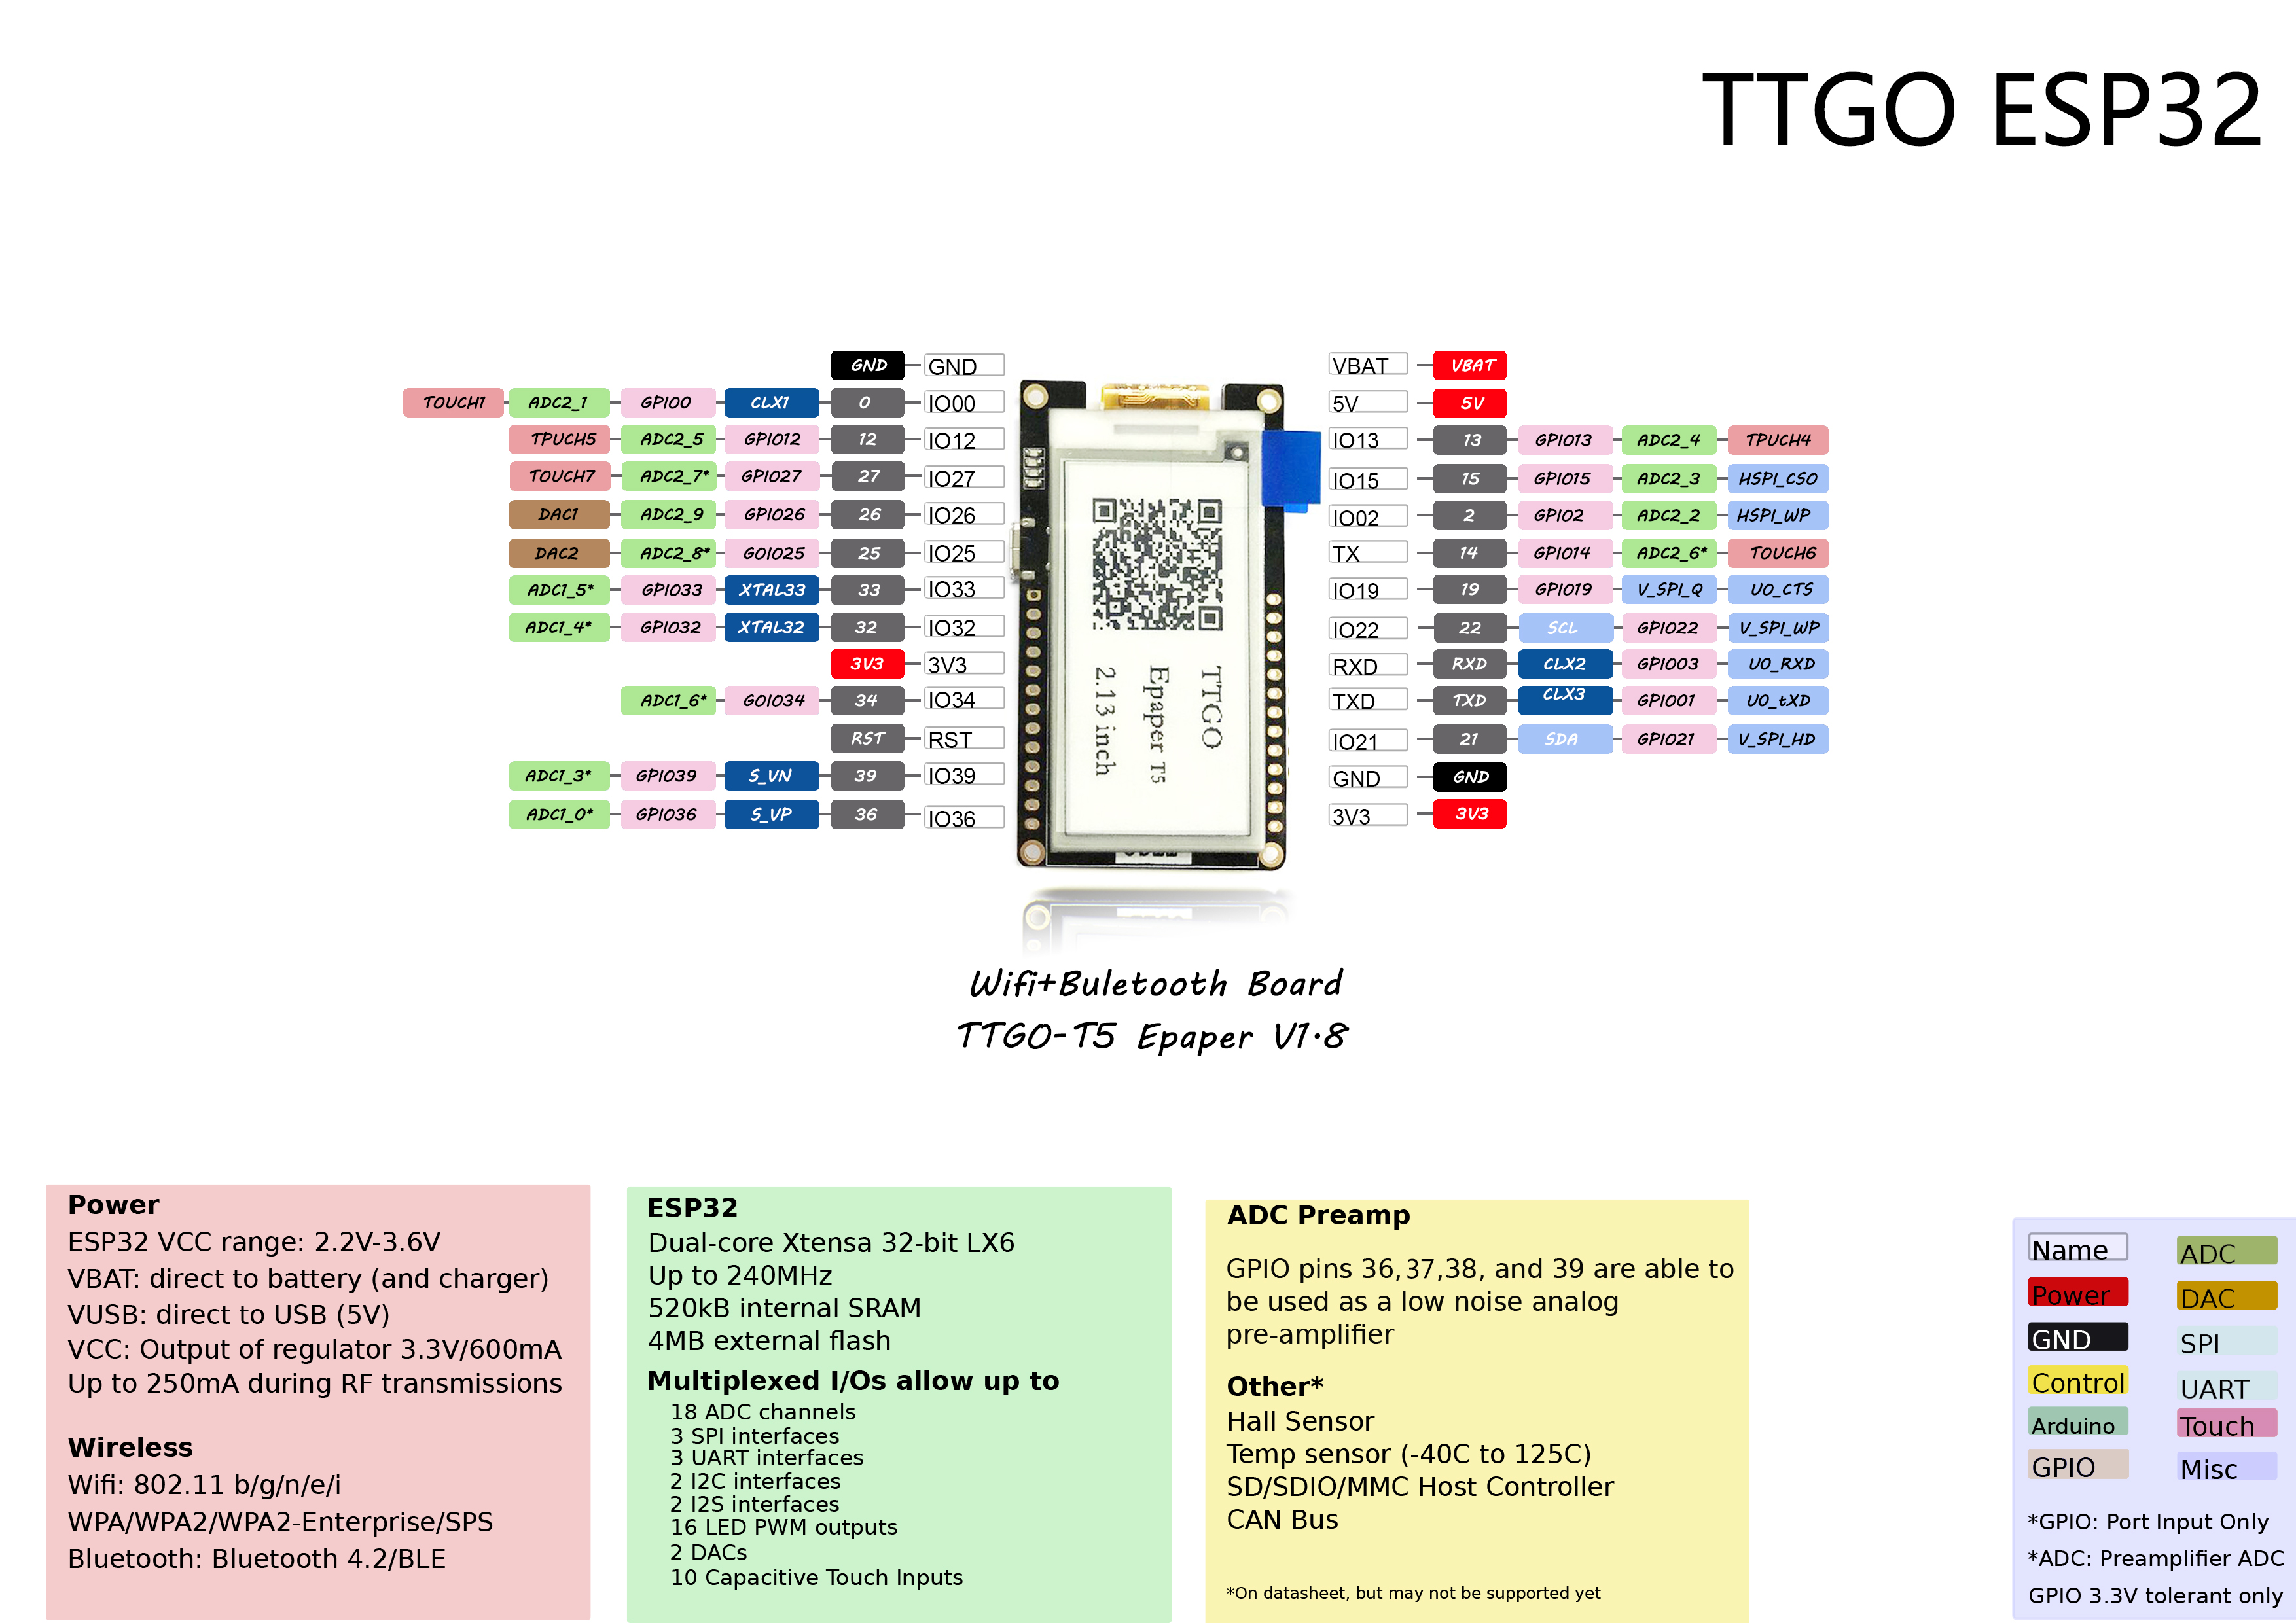 TTGO ESP32
GND GND
TOUCH1 ADC2_1 GPIO0 CLX1 0 IO00
TPUCH5 ADC2_5 GPIO12 12 IO12
TOUCH7 ADC2_7* GPIO27 27 IO27
DAC1 ADC2_9 GPIO26 26 IO26
DAC2 ADC2_8* GOIO25 25 IO25
ADC1_5* GPIO33 XTAL33 33 IO33
ADC1_4* GPIO32 XTAL32 32 IO32
3V3 3V3
ADC1_6* GOIO34 34 IO34
RST RST
ADC1_3* GPIO39 S_VN 39 IO39
ADC1_0* GPIO36 S_VP 36 IO36
TTGO
Epaper T5
2.13 inch
VBAT VBAT
5V 5V
IO13 13 GPIO13 ADC2_4 TPUCH4
IO15 15 GPIO15 ADC2_3 HSPI_CSO
IO02 2 GPIO2 ADC2_2 HSPI_WP
TX 14 GPIO14 ADC2_6* TOUCH6
IO19 19 GPIO19 V_SPI_Q UO_CTS
IO22 22 SCL GPIO22 V_SPI_WP
RXD RXD CLX2 GPIO03 UO_RXD
TXD TXD CLX3 GPIO01 UO_tXD
IO21 21 SDA GPIO21 V_SPI_HD
GND GND
3V3 3V3
Wifi+Buletooth Board
TTGO-T5 Epaper V1.8
Power
ESP32 VCC range: 2.2V-3.6V
VBAT: direct to battery (and charger)
VUSB: direct to USB (5V)
VCC: Output of regulator 3.3V/600mA
Up to 250mA during RF transmissions
Wireless
Wifi: 802.11 b/g/n/e/i
WPA/WPA2/WPA2-Enterprise/SPS
Bluetooth: Bluetooth 4.2/BLE
ESP32
Dual-core Xtensa 32-bit LX6
Up to 240MHz
520kB internal SRAM
4MB external flash
Multiplexed I/Os allow up to
18 ADC channels
3 SPI interfaces
3 UART interfaces
2 I2C interfaces
2 I2S interfaces
16 LED PWM outputs
2 DACs
10 Capacitive Touch Inputs
ADC Preamp
GPIO pins 36,37,38, and 39 are able to
be used as a low noise analog
pre-amplifier
Other*
Hall Sensor
Temp sensor (-40C to 125C)
SD/SDIO/MMC Host Controller
CAN Bus
*On datasheet, but may not be supported yet
Name ADC
Power DAC
GND SPI
Control UART
Arduino Touch
GPIO Misc
*GPIO: Port Input Only
*ADC: Preamplifier ADC
GPIO 3.3V tolerant only